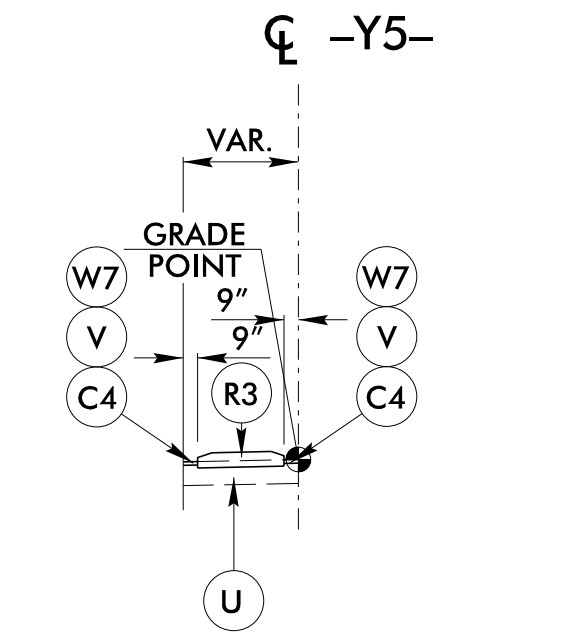 ℄ –Y5–
VAR.
GRADE
POINT
W7
W7
9"
V
9"
V
C4
R3
C4
U